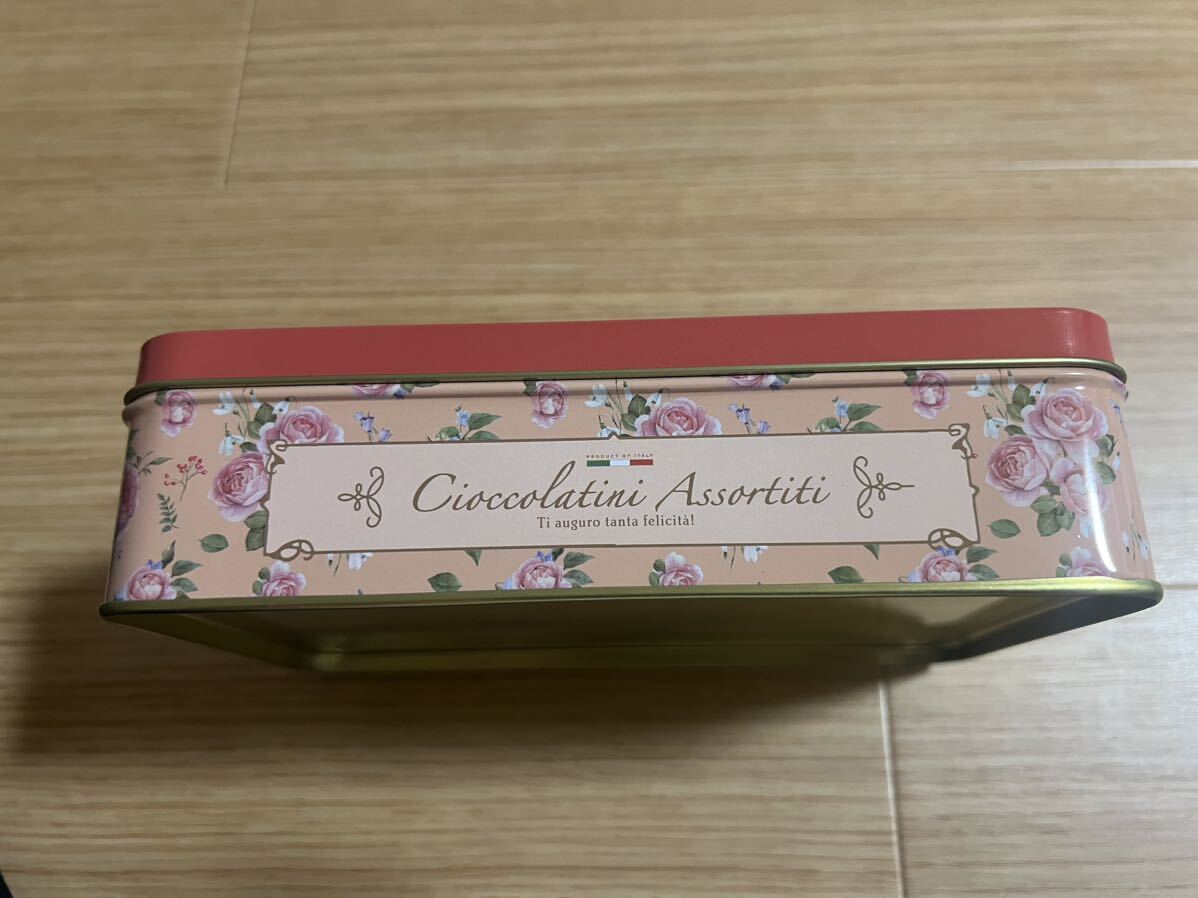 PRODUCT OF ITALY
Cioccolatini Assortiti
Ti auguro tanta felicità!